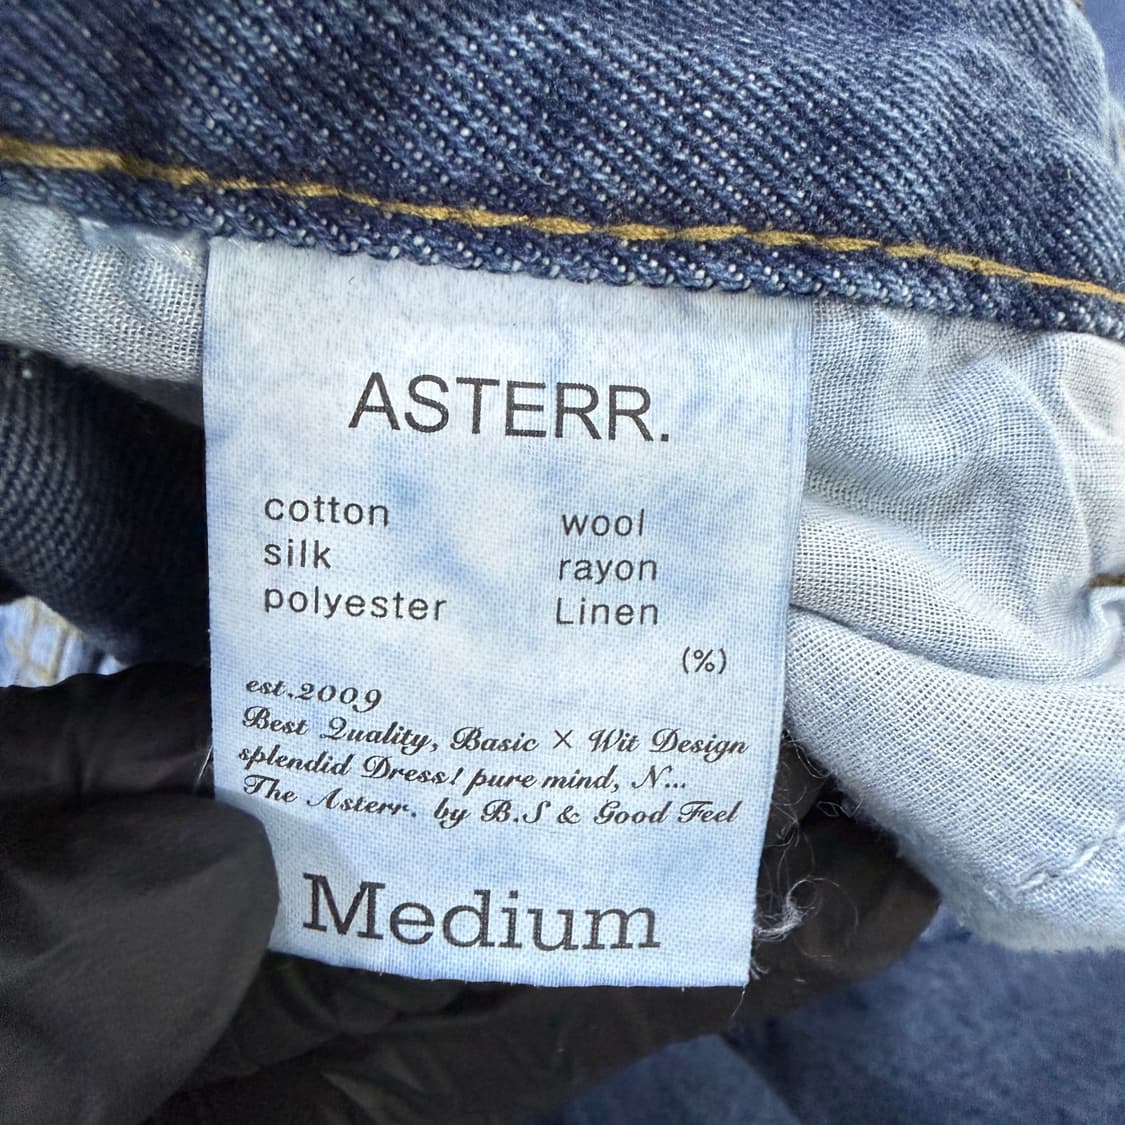 ASTERR.
cotton wool
silk rayon
polyester Linen
(%)
est.2009
Best Quality, Basic × Wit Design
splendid Dress! pure mind, N...
The Asterr. by B.S & Good Feel
Medium